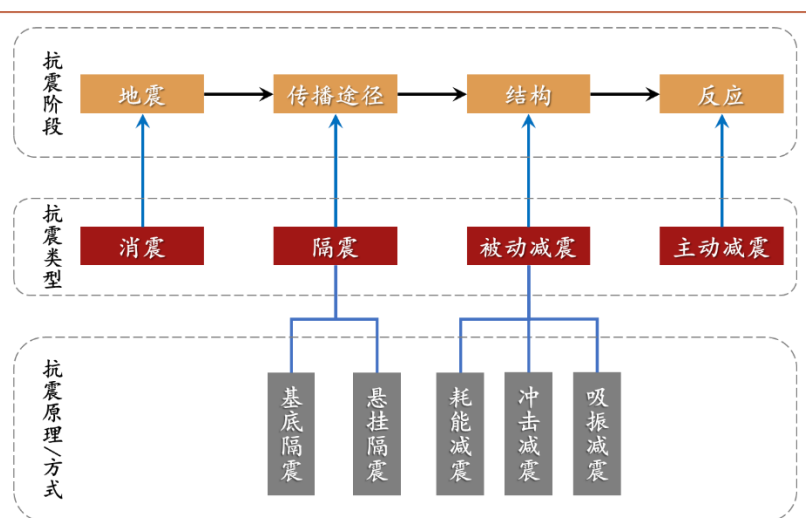 抗震阶段
地震
传播途径
结构
反应
抗震类型
消震
隔震
被动减震
主动减震
抗震原理/方式
基底隔震
悬挂隔震
耗能减震
冲击减震
吸振减震